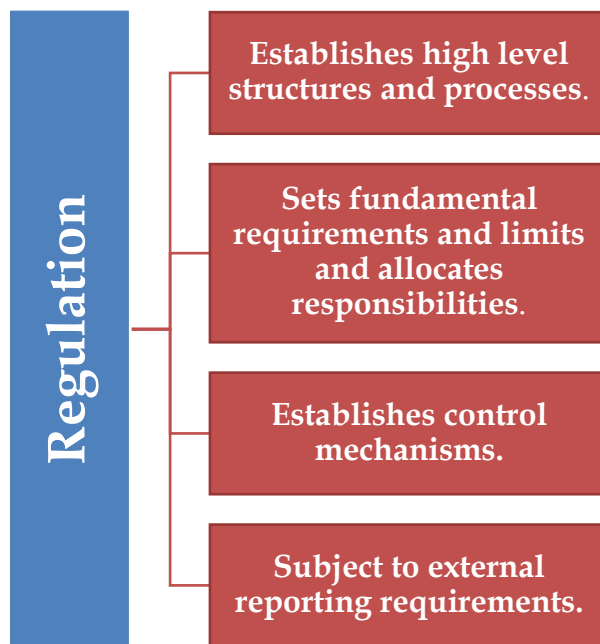 Regulation
Establishes high level
structures and processes.
Sets fundamental
requirements and limits
and allocates
responsibilities.
Establishes control
mechanisms.
Subject to external
reporting requirements.